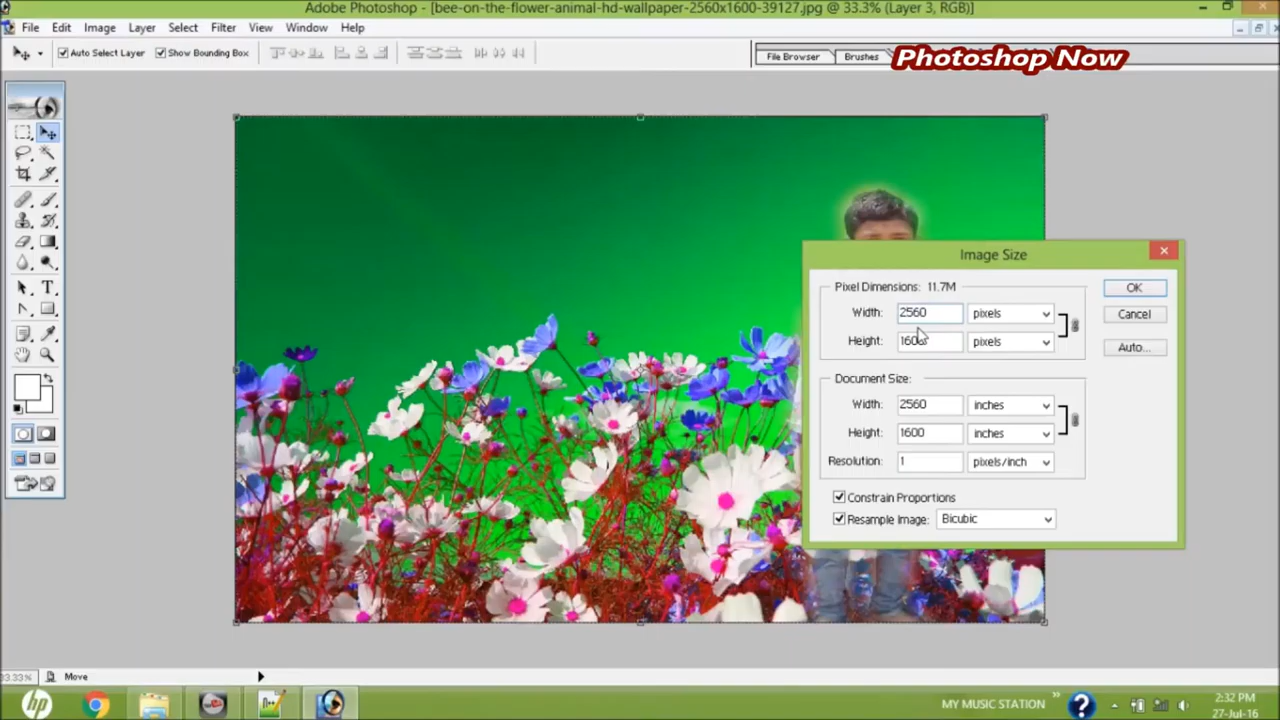 Adobe Photoshop - [bee-on-the-flower-animal-hd-wallpaper-2560x1600-39127.jpg @ 33.3% (Layer 3, RGB)]
File Edit Image Layer Select Filter View Window Help
Auto Select Layer Show Bounding Box File Browser Brushes
Photoshop Now
Image Size
Pixel Dimensions: 11.7M
Width: 2560 pixels
Height: 1600 pixels
OK
Cancel
Auto...
Document Size:
Width: 2560 inches
Height: 1600 inches
Resolution: 1 pixels/inch
Constrain Proportions
Resample Image: Bicubic
33.33% Move
hp MY MUSIC STATION 2:32 PM
27-Jul-16